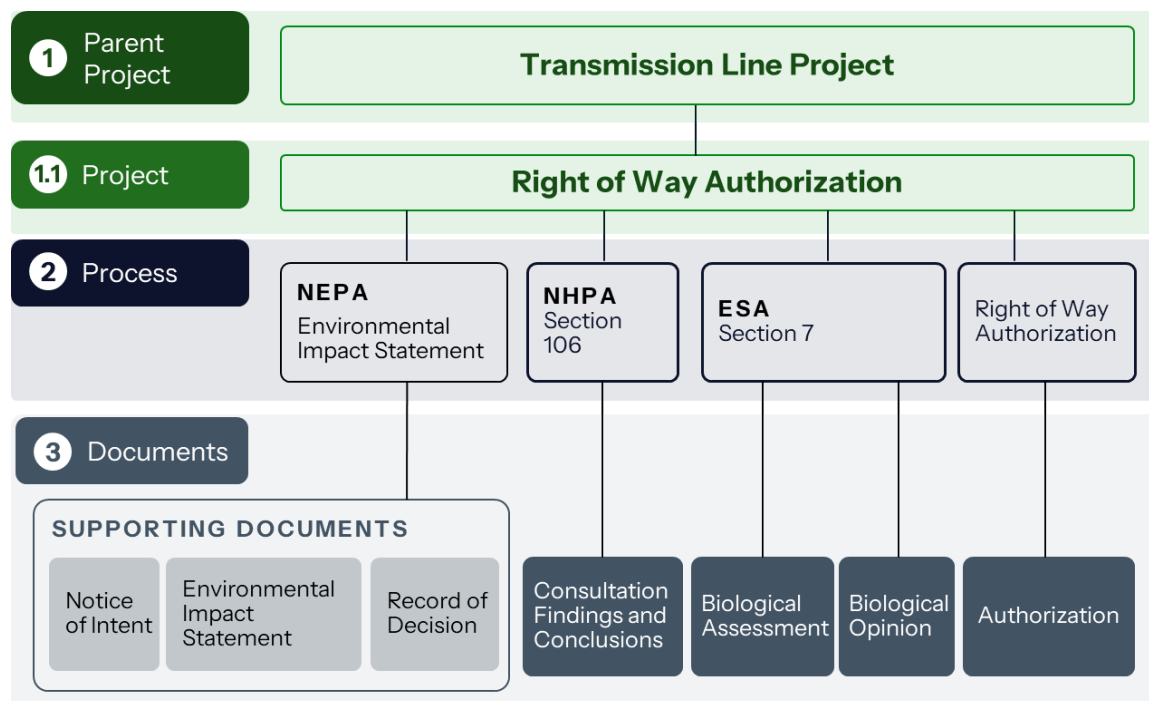 1
Parent
Project
Transmission Line Project
1.1
Project
Right of Way Authorization
2
Process
NEPA
Environmental
Impact Statement
NHPA
Section
106
ESA
Section 7
Right of Way
Authorization
3
Documents
SUPPORTING DOCUMENTS
Notice
of Intent
Environmental
Impact
Statement
Record of
Decision
Consultation
Findings and
Conclusions
Biological
Assessment
Biological
Opinion
Authorization